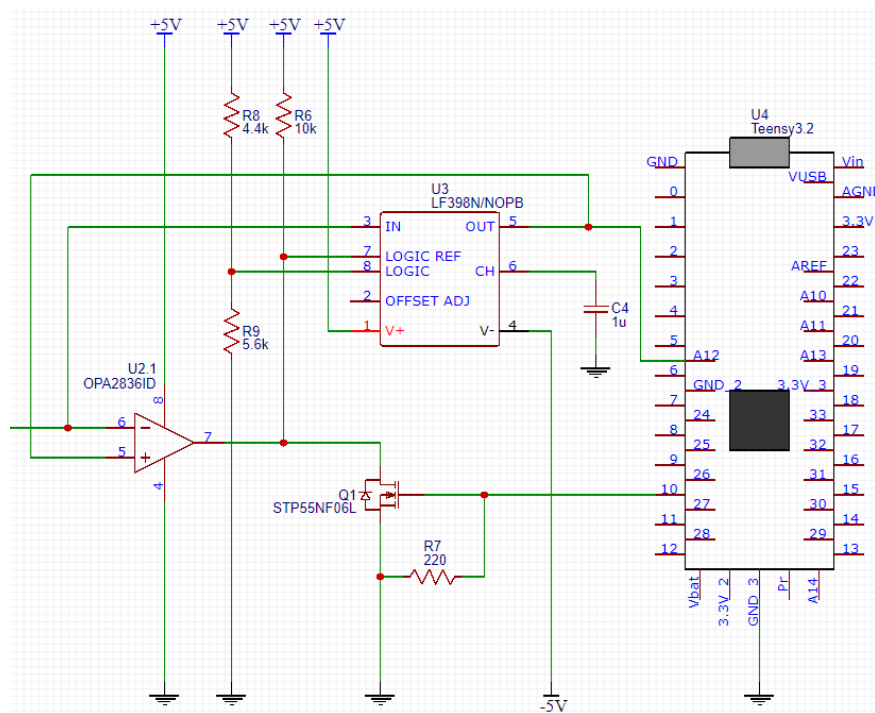 +5V
+5V
+5V
+5V
R8
4.4k
R6
10k
U4
Teensy3.2
GND
Vin
VUSB
0
AGND
1
3.3V
2
23
AREF
3
22
A10
4
21
A11
5
20
A12
A13
6
19
GND_2
3.3V_3
7
18
24
33
8
17
25
32
9
16
26
31
10
15
27
30
11
14
28
29
12
13
Vbat
3.3V_2
GND_3
Pr
A14
U3
LF398N/NOPB
3
IN
OUT
5
7
LOGIC REF
8
LOGIC
CH
6
2
OFFSET ADJ
1
V+
V-
4
C4
1u
R9
5.6k
U2.1
OPA2836ID
8
6
5
7
4
Q1
STP55NF06L
R7
220
-5V